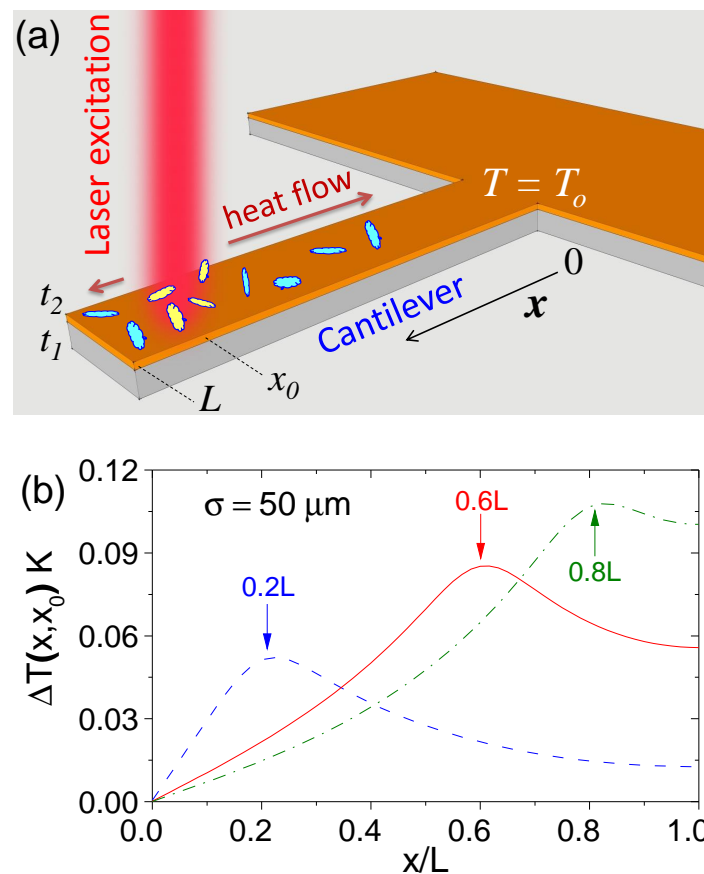 (a)
Laser excitation
heat flow
T = T_o
0
x
Cantilever
t_2
t_1
x_0
L
(b)
σ = 50 μm
0.12
0.09
0.06
0.03
0.00
ΔT(x,x_0) K
0.2L
0.6L
0.8L
0.0 0.2 0.4 0.6 0.8 1.0
x/L